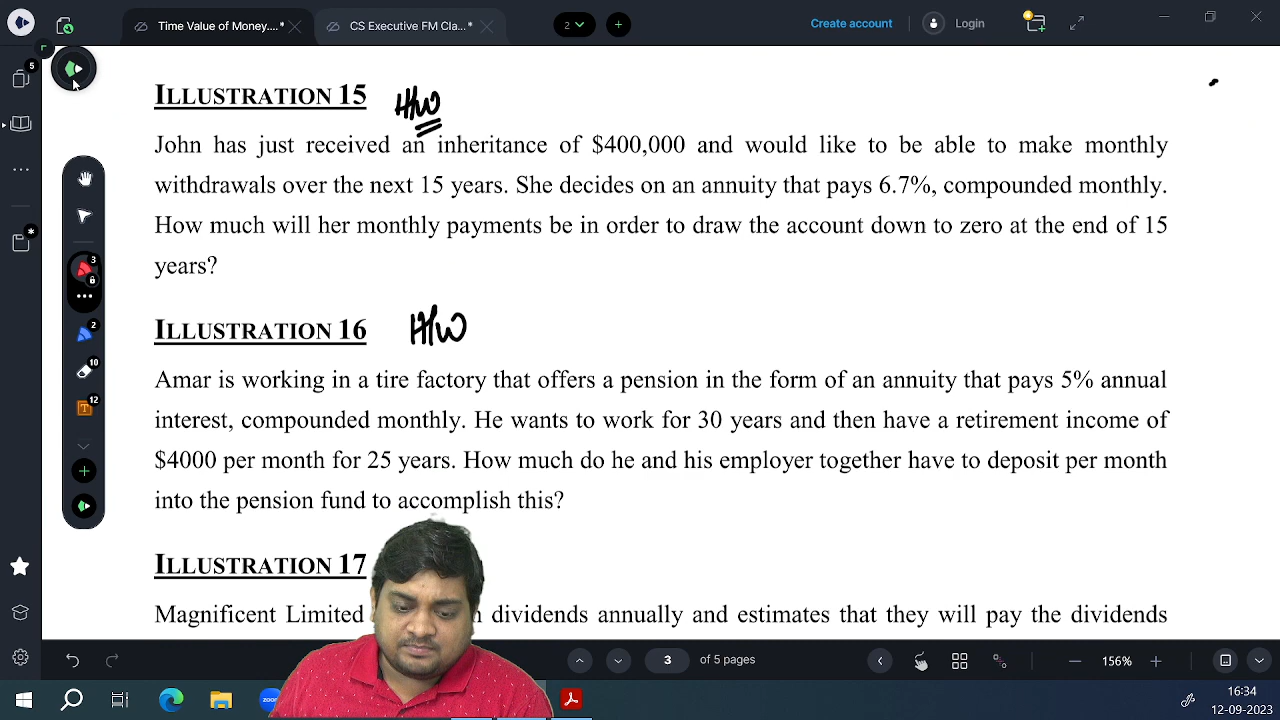 Time Value of Money....*
CS Executive FM Cla...*
2
Create account
Login
5
ILLUSTRATION 15 H/W
John has just received an inheritance of $400,000 and would like to be able to make monthly
withdrawals over the next 15 years. She decides on an annuity that pays 6.7%, compounded monthly.
How much will her monthly payments be in order to draw the account down to zero at the end of 15
years?
3
2
10
12
ILLUSTRATION 16 H/W
Amar is working in a tire factory that offers a pension in the form of an annuity that pays 5% annual
interest, compounded monthly. He wants to work for 30 years and then have a retirement income of
$4000 per month for 25 years. How much do he and his employer together have to deposit per month
into the pension fund to accomplish this?
ILLUSTRATION 17
Magnificent Limited dividends annually and estimates that they will pay the dividends
3 of 5 pages
156%
zoom
16:34
12-09-2023